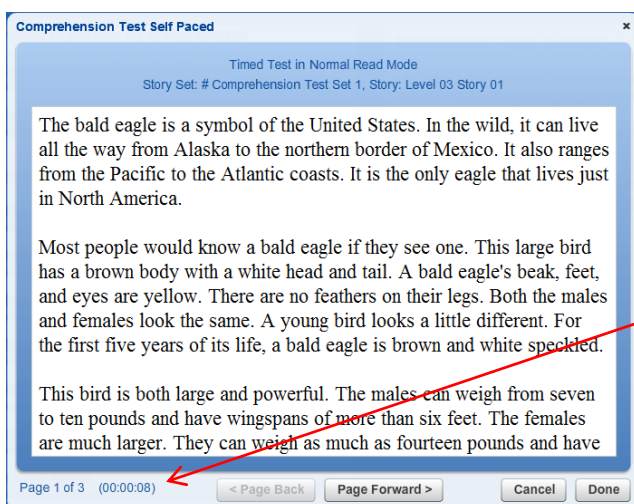 Comprehension Test Self Paced ×
Timed Test in Normal Read Mode
Story Set: # Comprehension Test Set 1, Story: Level 03 Story 01
The bald eagle is a symbol of the United States. In the wild, it can live
all the way from Alaska to the northern border of Mexico. It also ranges
from the Pacific to the Atlantic coasts. It is the only eagle that lives just
in North America.
Most people would know a bald eagle if they see one. This large bird
has a brown body with a white head and tail. A bald eagle's beak, feet,
and eyes are yellow. There are no feathers on their legs. Both the males
and females look the same. A young bird looks a little different. For
the first five years of its life, a bald eagle is brown and white speckled.
This bird is both large and powerful. The males can weigh from seven
to ten pounds and have wingspans of more than six feet. The females
are much larger. They can weigh as much as fourteen pounds and have
Page 1 of 3 (00:00:08) < Page Back Page Forward > Cancel Done